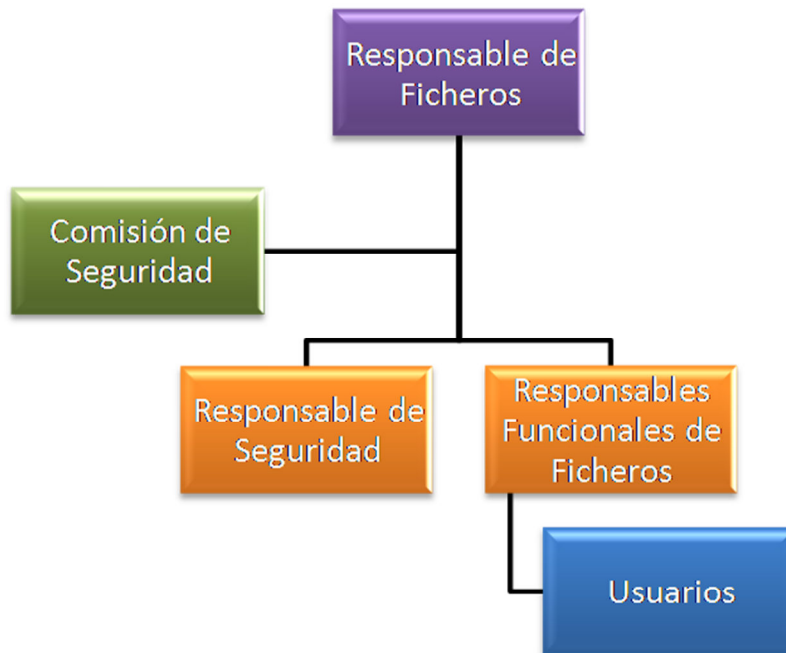 Responsable de
Ficheros
Comisión de
Seguridad
Responsable de
Seguridad
Responsables
Funcionales de
Ficheros
Usuarios